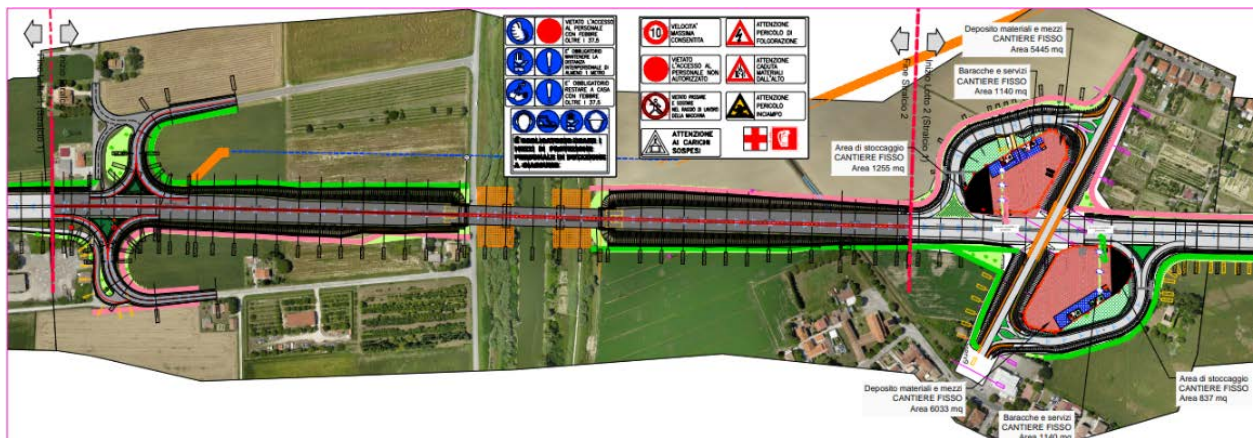 VIETATO L'ACCESSO
AL PERSONALE
CON FEBBRE
OLTRE I 37,5
E' OBBLIGATORIO
MANTENERE LA
DISTANZA
INTERPERSONALE DI
ALMENO 1 METRO
E' OBBLIGATORIO
RESTARE A CASA
CON FEBBRE
OLTRE I 37,5
10
VELOCITA'
MASSIMA
CONSENTITA
ATTENZIONE
PERICOLO DI
FOLGORAZIONE
VIETATO
L'ACCESSO AL
PERSONALE NON
AUTORIZZATO
ATTENZIONE
CADUTA
MATERIALI
DALL'ALTO
VIETATO PASSARE
E SOSTARE
NEL RAGGIO DI LAVORO
DELLA MACCHINA
ATTENZIONE
PERICOLO
INCIAMPO
ATTENZIONE
AI CARICHI
SOSPESI
Fine Stralcio 2
Inizio Lotto 2 (Stralcio 1)
Deposito materiali e mezzi
CANTIERE FISSO
Area 5445 mq
Baracche e servizi
CANTIERE FISSO
Area 1140 mq
Area di stoccaggio
CANTIERE FISSO
Area 1255 mq
Deposito materiali e mezzi
CANTIERE FISSO
Area 6033 mq
Baracche e servizi
CANTIERE FISSO
Area 1140 mq
Area di stoccaggio
CANTIERE FISSO
Area 837 mq